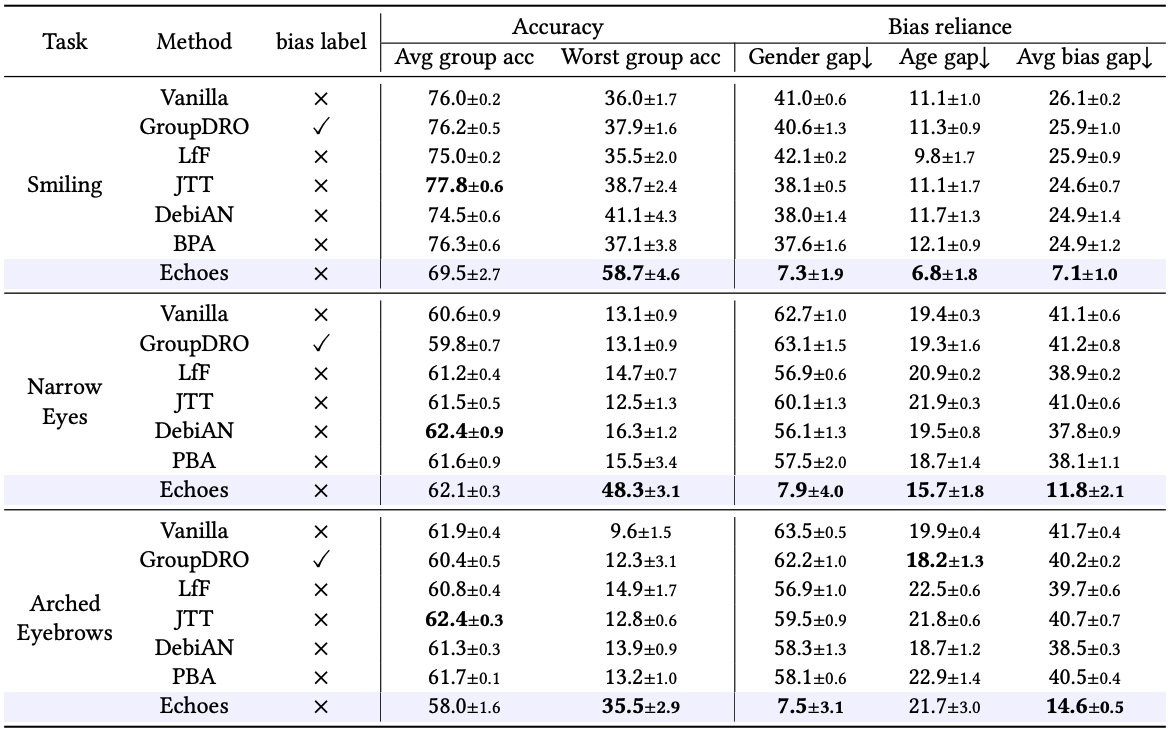 Task Method bias label Accuracy Bias reliance
Avg group acc Worst group acc Gender gap↓ Age gap↓ Avg bias gap↓
Smiling
Vanilla × 76.0±0.2 36.0±1.7 41.0±0.6 11.1±1.0 26.1±0.2
GroupDRO ✓ 76.2±0.5 37.9±1.6 40.6±1.3 11.3±0.9 25.9±1.0
LfF × 75.0±0.2 35.5±2.0 42.1±0.2 9.8±1.7 25.9±0.9
JTT × 77.8±0.6 38.7±2.4 38.1±0.5 11.1±1.7 24.6±0.7
DebiAN × 74.5±0.6 41.1±4.3 38.0±1.4 11.7±1.3 24.9±1.4
BPA × 76.3±0.6 37.1±3.8 37.6±1.6 12.1±0.9 24.9±1.2
Echoes × 69.5±2.7 58.7±4.6 7.3±1.9 6.8±1.8 7.1±1.0
Narrow
Eyes
Vanilla × 60.6±0.9 13.1±0.9 62.7±1.0 19.4±0.3 41.1±0.6
GroupDRO ✓ 59.8±0.7 13.1±0.9 63.1±1.5 19.3±1.6 41.2±0.8
LfF × 61.2±0.4 14.7±0.7 56.9±0.6 20.9±0.2 38.9±0.2
JTT × 61.5±0.5 12.5±1.3 60.1±1.3 21.9±0.3 41.0±0.6
DebiAN × 62.4±0.9 16.3±1.2 56.1±1.3 19.5±0.8 37.8±0.9
PBA × 61.6±0.9 15.5±3.4 57.5±2.0 18.7±1.4 38.1±1.1
Echoes × 62.1±0.3 48.3±3.1 7.9±4.0 15.7±1.8 11.8±2.1
Arched
Eyebrows
Vanilla × 61.9±0.4 9.6±1.5 63.5±0.5 19.9±0.4 41.7±0.4
GroupDRO ✓ 60.4±0.5 12.3±3.1 62.2±1.0 18.2±1.3 40.2±0.2
LfF × 60.8±0.4 14.9±1.7 56.9±1.0 22.5±0.6 39.7±0.6
JTT × 62.4±0.3 12.8±0.6 59.5±0.9 21.8±0.6 40.7±0.7
DebiAN × 61.3±0.3 13.9±0.9 58.3±1.3 18.7±1.2 38.5±0.3
PBA × 61.7±0.1 13.2±1.0 58.1±0.6 22.9±1.4 40.5±0.4
Echoes × 58.0±1.6 35.5±2.9 7.5±3.1 21.7±3.0 14.6±0.5